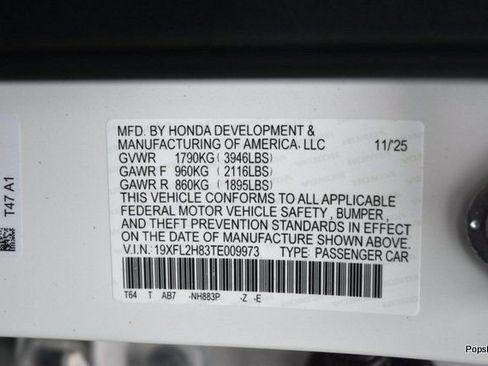 MFD. BY HONDA DEVELOPMENT &
MANUFACTURING OF AMERICA, LLC 11/25
GVWR 1790KG ( 3946LBS)
GAWR F 960KG ( 2116LBS)
GAWR R 860KG ( 1895LBS)
THIS VEHICLE CONFORMS TO ALL APPLICABLE
FEDERAL MOTOR VEHICLE SAFETY , BUMPER ,
AND THEFT PREVENTION STANDARDS IN EFFECT
ON THE DATE OF MANUFACTURE SHOWN ABOVE.
V.I.N. : 19XFL2H83TE009973 TYPE: PASSENGER CAR
T64 T AB7 -NH883P -Z -E
T47 A1